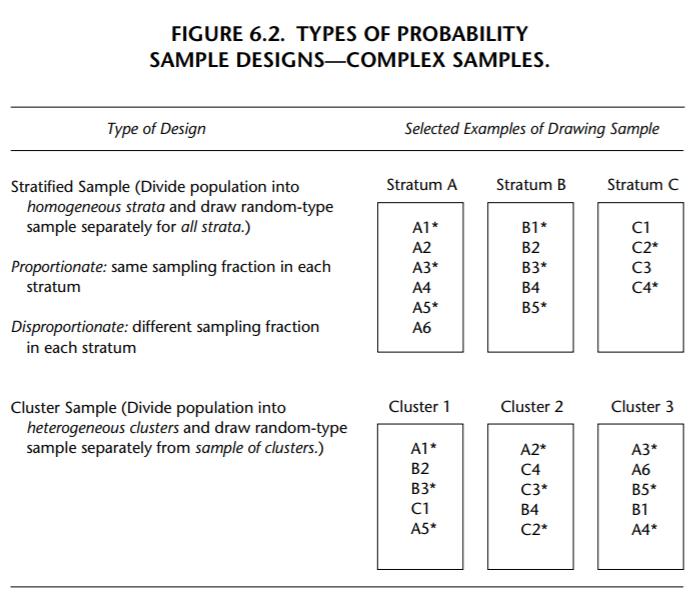 FIGURE 6.2. TYPES OF PROBABILITY
SAMPLE DESIGNS—COMPLEX SAMPLES.
Type of Design
Selected Examples of Drawing Sample
Stratified Sample (Divide population into
homogeneous strata and draw random-type
sample separately for all strata.)
Proportionate: same sampling fraction in each
stratum
Disproportionate: different sampling fraction
in each stratum
Stratum A
A1*
A2
A3*
A4
A5*
A6
Stratum B
B1*
B2
B3*
B4
B5*
Stratum C
C1
C2*
C3
C4*
Cluster Sample (Divide population into
heterogeneous clusters and draw random-type
sample separately from sample of clusters.)
Cluster 1
A1*
B2
B3*
C1
A5*
Cluster 2
A2*
C4
C3*
B4
C2*
Cluster 3
A3*
A6
B5*
B1
A4*